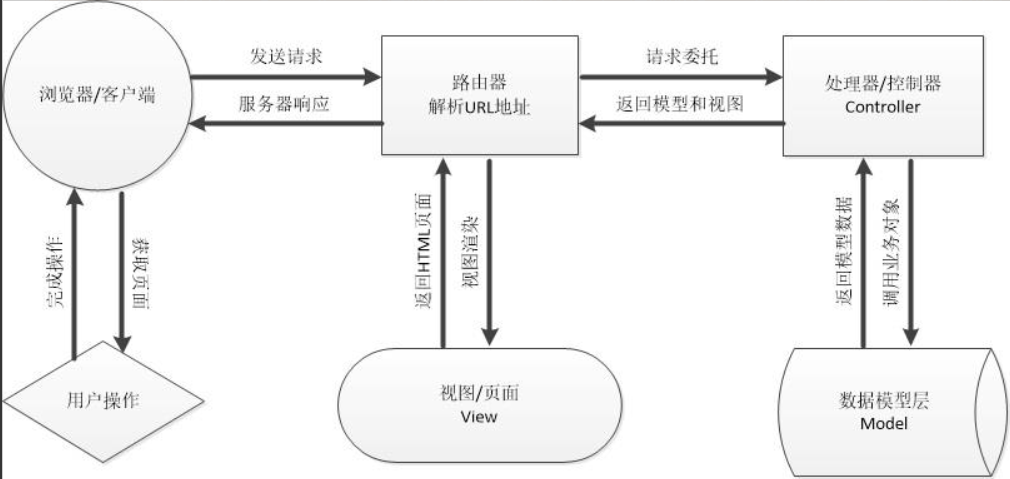 发送请求
请求委托
浏览器/客户端
路由器
解析URL地址
处理器/控制器
Controller
服务器响应
返回模型和视图
完成操作
获取页面
返回HTML页面
视图渲染
返回模型数据
调用业务对象
用户操作
视图/页面
View
数据模型层
Model